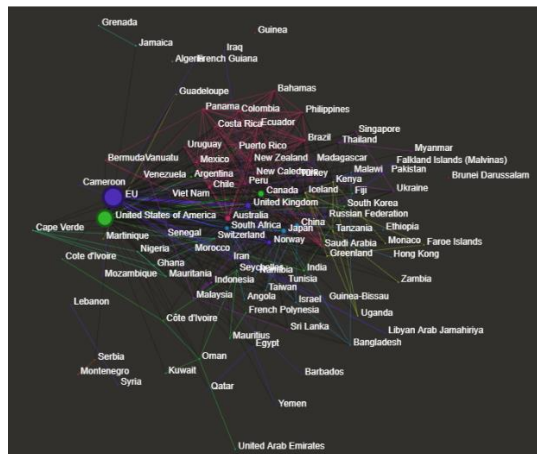 Grenada
Guinea
Jamaica
Iraq
Algeria French Guiana
Guadeloupe
Bahamas
Panama Colombia Philippines
Costa Rica Ecuador
Singapore
Uruguay Puerto Rico Brazil Thailand
Myanmar
Bermuda Vanuatu Mexico New Zealand Madagascar Falkland Islands (Malvinas)
Venezuela Argentina Peru New Caledonia Turkey Malawi Pakistan Brunei Darussalam
Cameroon Chile Kenya
EU Viet Nam Canada Iceland Fiji Ukraine
United Kingdom South Korea
United States of America Australia China Russian Federation
Cape Verde South Africa Japan Tanzania Ethiopia
Martinique Senegal Switzerland Norway Monaco Faroe Islands
Nigeria Morocco Saudi Arabia
Cote d'Ivoire Iran Greenland Hong Kong
Ghana Seychelles Namibia India
Mozambique Mauritania Indonesia Tunisia Zambia
Taiwan
Lebanon Malaysia Angola Israel Guinea-Bissau
French Polynesia Uganda
Côte d'Ivoire Sri Lanka Libyan Arab Jamahiriya
Mauritius Egypt Bangladesh
Serbia Oman
Montenegro Kuwait Barbados
Syria Qatar
Yemen
United Arab Emirates